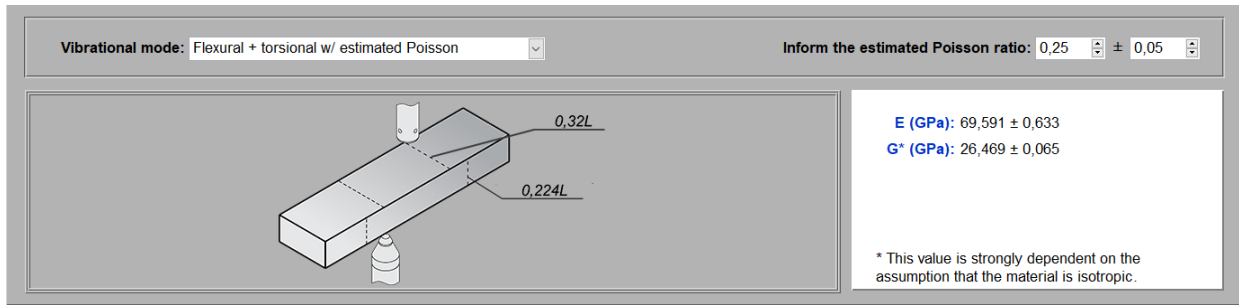 Vibrational mode: Flexural + torsional w/ estimated Poisson
Inform the estimated Poisson ratio: 0,25 ± 0,05
0,32L
0,224L
E (GPa): 69,591 ± 0,633
G* (GPa): 26,469 ± 0,065
* This value is strongly dependent on the
assumption that the material is isotropic.